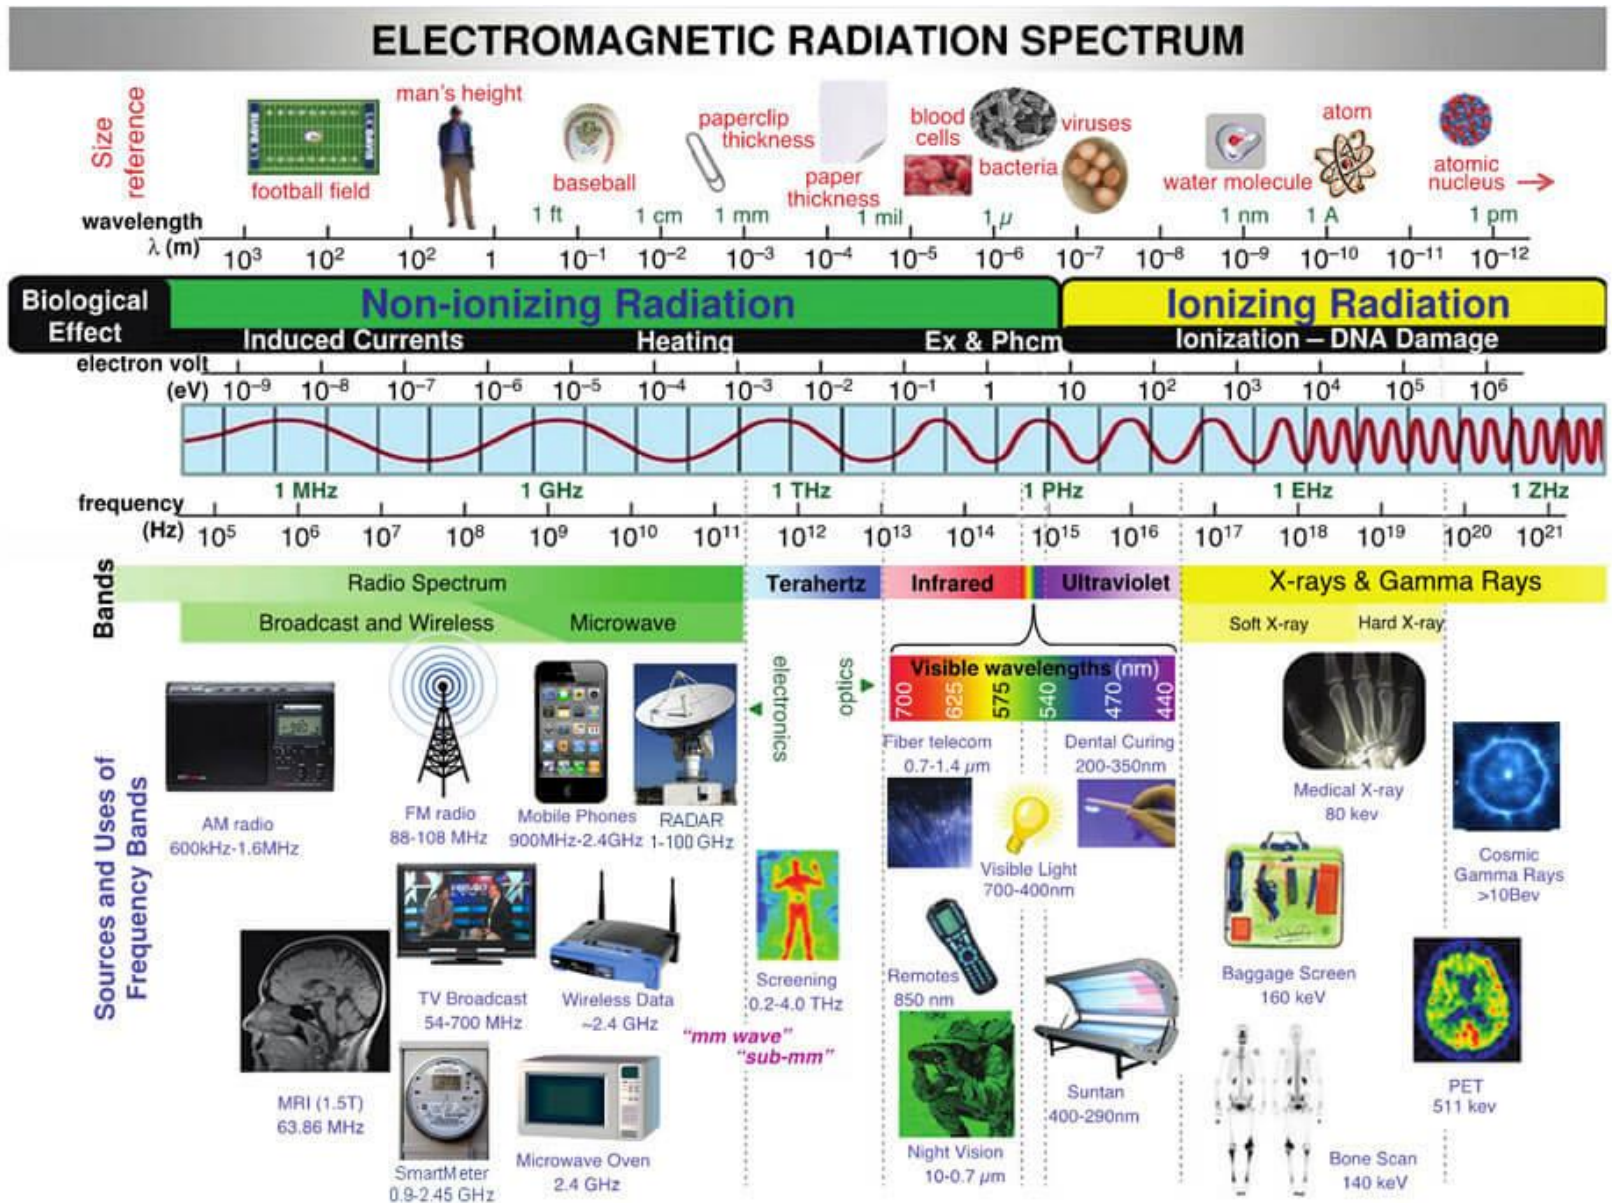 ELECTROMAGNETIC RADIATION SPECTRUM
Size reference
football field
man's height
baseball
paperclip
thickness
paper
thickness
blood
cells
bacteria
viruses
water molecule
atom
atomic
nucleus
wavelength
λ (m)
1 ft 1 cm 1 mm 1 mil 1 µ 1 nm 1 A 1 pm
10³ 10² 10² 1 10⁻¹ 10⁻² 10⁻³ 10⁻⁴ 10⁻⁵ 10⁻⁶ 10⁻⁷ 10⁻⁸ 10⁻⁹ 10⁻¹⁰ 10⁻¹¹ 10⁻¹²
Biological
Effect
Non-ionizing Radiation
Ionizing Radiation
Induced Currents Heating Ex & Phcm Ionization – DNA Damage
electron volt
(eV) 10⁻⁹ 10⁻⁸ 10⁻⁷ 10⁻⁶ 10⁻⁵ 10⁻⁴ 10⁻³ 10⁻² 10⁻¹ 1 10 10² 10³ 10⁴ 10⁵ 10⁶
1 MHz 1 GHz 1 THz 1 PHz 1 EHz 1 ZHz
frequency
(Hz) 10⁵ 10⁶ 10⁷ 10⁸ 10⁹ 10¹⁰ 10¹¹ 10¹² 10¹³ 10¹⁴ 10¹⁵ 10¹⁶ 10¹⁷ 10¹⁸ 10¹⁹ 10²⁰ 10²¹
Bands
Radio Spectrum Terahertz Infrared Ultraviolet X-rays & Gamma Rays
Broadcast and Wireless Microwave Soft X-ray Hard X-ray
electronics
optics
Visible wavelengths (nm)
700 625 575 540 470 440
Sources and Uses of
Frequency Bands
AM radio
600kHz-1.6MHz
FM radio
88-108 MHz
Mobile Phones
900MHz-2.4GHz
RADAR
1-100 GHz
Fiber telecom
0.7-1.4 µm
Dental Curing
200-350nm
Medical X-ray
80 kev
Visible Light
700-400nm
Cosmic
Gamma Rays
>10Bev
TV Broadcast
54-700 MHz
Wireless Data
~2.4 GHz
Screening
0.2-4.0 THz
"mm wave"
"sub-mm"
Remotes
850 nm
Baggage Screen
160 keV
MRI (1.5T)
63.86 MHz
SmartMeter
0.9-2.45 GHz
Microwave Oven
2.4 GHz
Night Vision
10-0.7 µm
Suntan
400-290nm
PET
511 kev
Bone Scan
140 keV